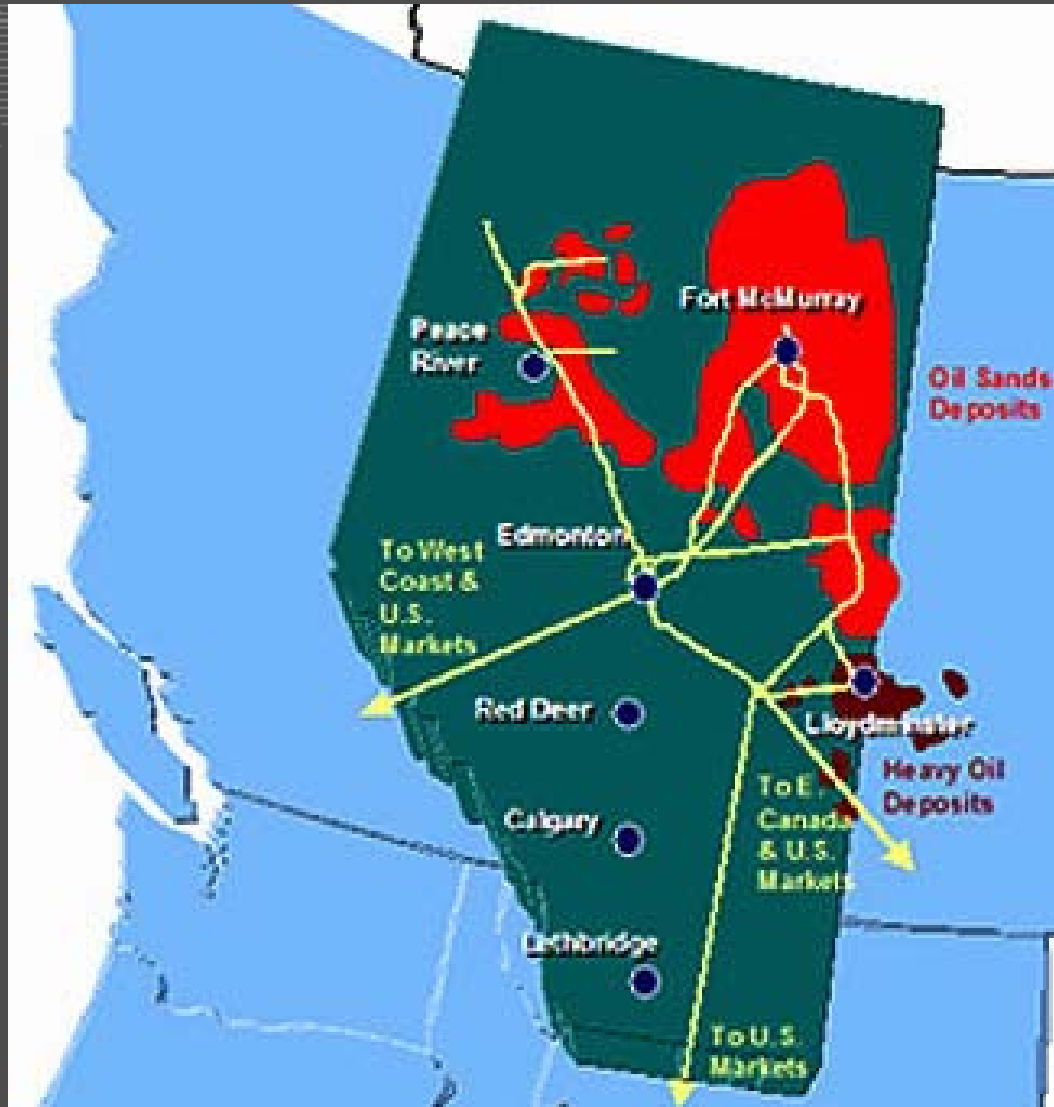 Fort McMurray
Peace
River
Oil Sands
Deposits
Edmonton
To West
Coast &
U.S.
Markets
Red Deer
Lloydminster
Heavy Oil
Deposits
To E.
Canada
& U.S.
Markets
Calgary
Lethbridge
To U.S.
Markets